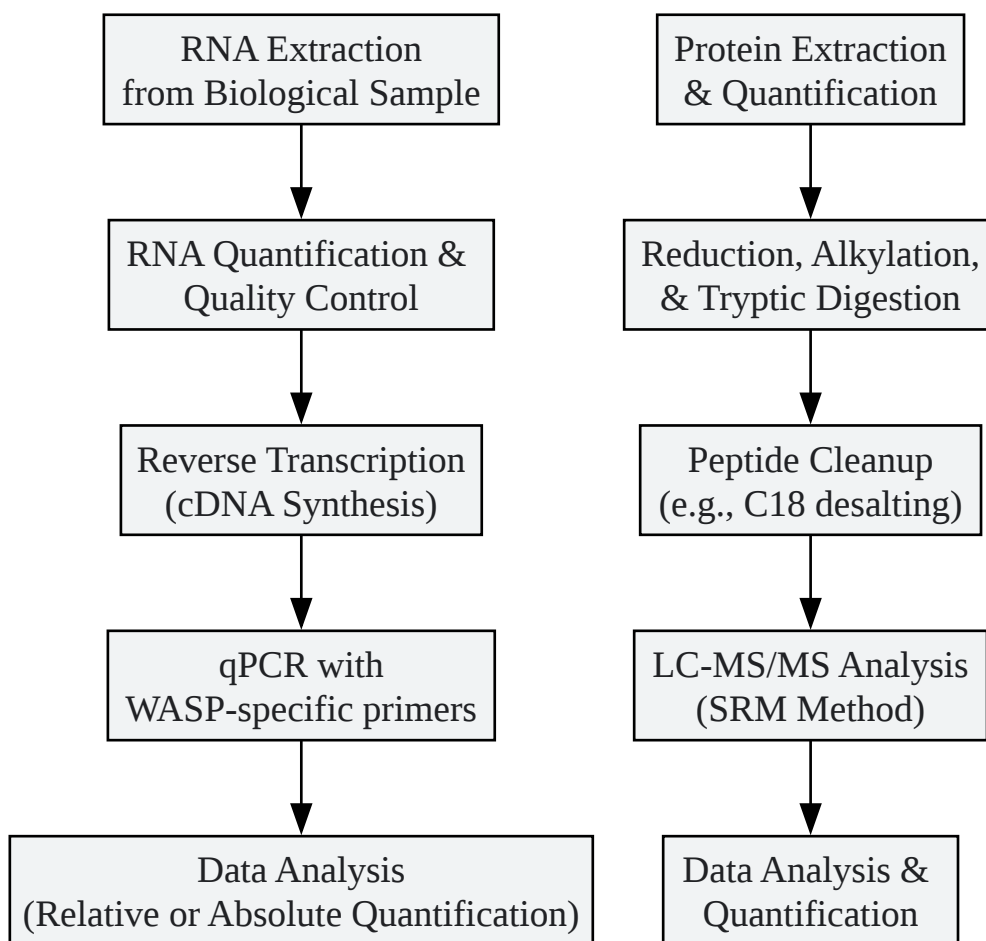 RNA Extraction
from Biological Sample
RNA Quantification &
Quality Control
Reverse Transcription
(cDNA Synthesis)
qPCR with
WASP-specific primers
Data Analysis
(Relative or Absolute Quantification)
Protein Extraction
& Quantification
Reduction, Alkylation,
& Tryptic Digestion
Peptide Cleanup
(e.g., C18 desalting)
LC-MS/MS Analysis
(SRM Method)
Data Analysis &
Quantification